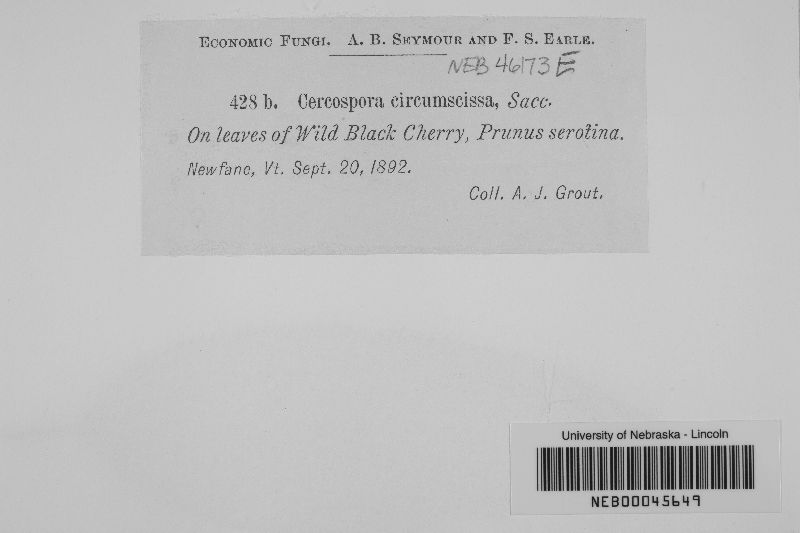 Economic Fungi. A. B. Seymour and F. S. Earle.
NEB 46173 E
428 b. Cercospora circumscissa, Sacc.
On leaves of Wild Black Cherry, Prunus serotina.
Newfane, Vt. Sept. 20, 1892.
Coll. A. J. Grout.
University of Nebraska - Lincoln
NEB00045649